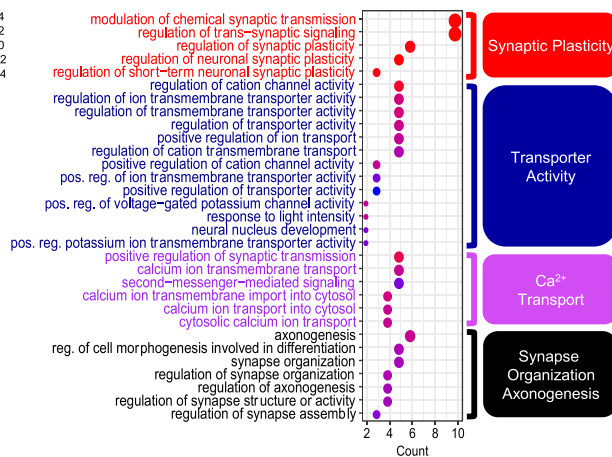 4
2
0
2
4
modulation of chemical synaptic transmission
regulation of trans−synaptic signaling
regulation of synaptic plasticity
regulation of neuronal synaptic plasticity
regulation of short−term neuronal synaptic plasticity
regulation of cation channel activity
regulation of ion transmembrane transporter activity
regulation of transmembrane transporter activity
regulation of transporter activity
positive regulation of ion transport
regulation of cation transmembrane transport
positive regulation of cation channel activity
pos. reg. of ion transmembrane transporter activity
positive regulation of transporter activity
pos. reg. of voltage−gated potassium channel activity
response to light intensity
neural nucleus development
pos. reg. potassium ion transmembrane transporter activity
positive regulation of synaptic transmission
calcium ion transmembrane transport
second−messenger−mediated signaling
calcium ion transmembrane import into cytosol
calcium ion transport into cytosol
cytosolic calcium ion transport
axonogenesis
reg. of cell morphogenesis involved in differentiation
synapse organization
regulation of synapse organization
regulation of axonogenesis
regulation of synapse structure or activity
regulation of synapse assembly
2 4 6 8 10
Count
Synaptic Plasticity
Transporter
Activity
Ca²⁺
Transport
Synapse
Organization
Axonogenesis